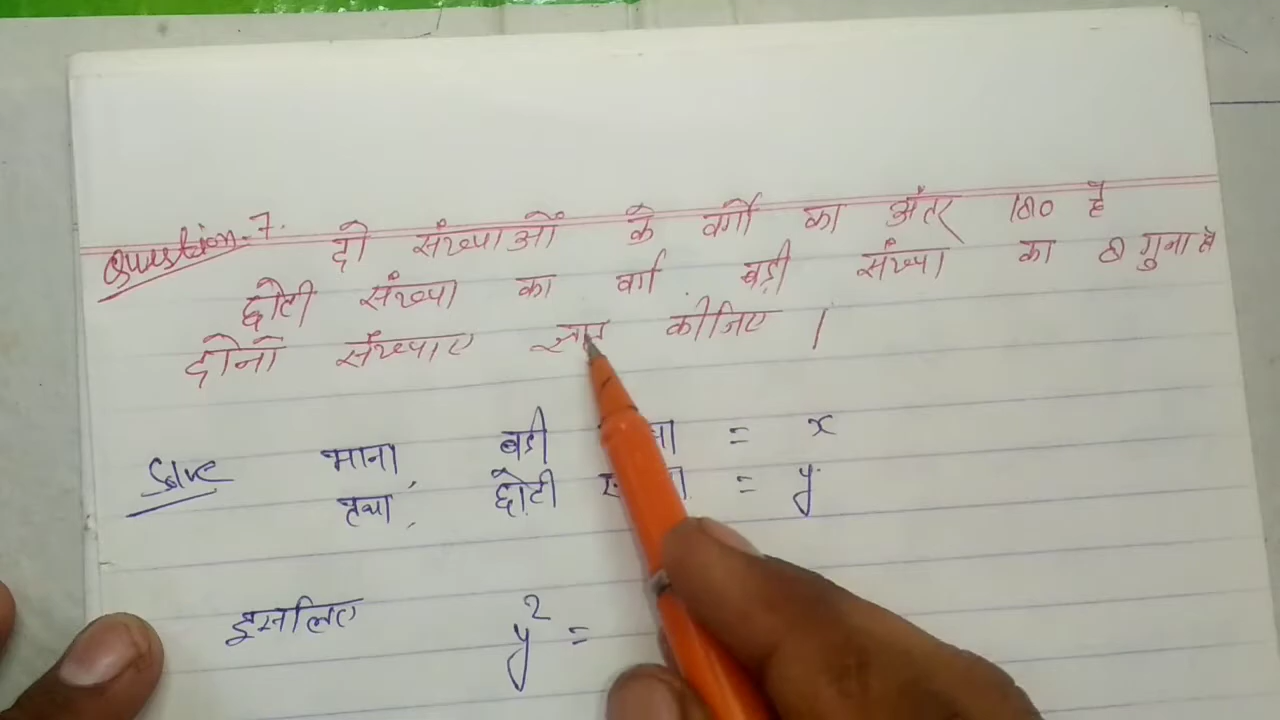 Question-7. दो संख्याओं के वर्गो का अंतर 180 है
छोटी संख्या का वर्ग बड़ी संख्या का 8 गुना है
दोनो संख्याए ज्ञात कीजिए |
Solve माना, बड़ी = x
तथा, छोटी = y
इसलिए y² =